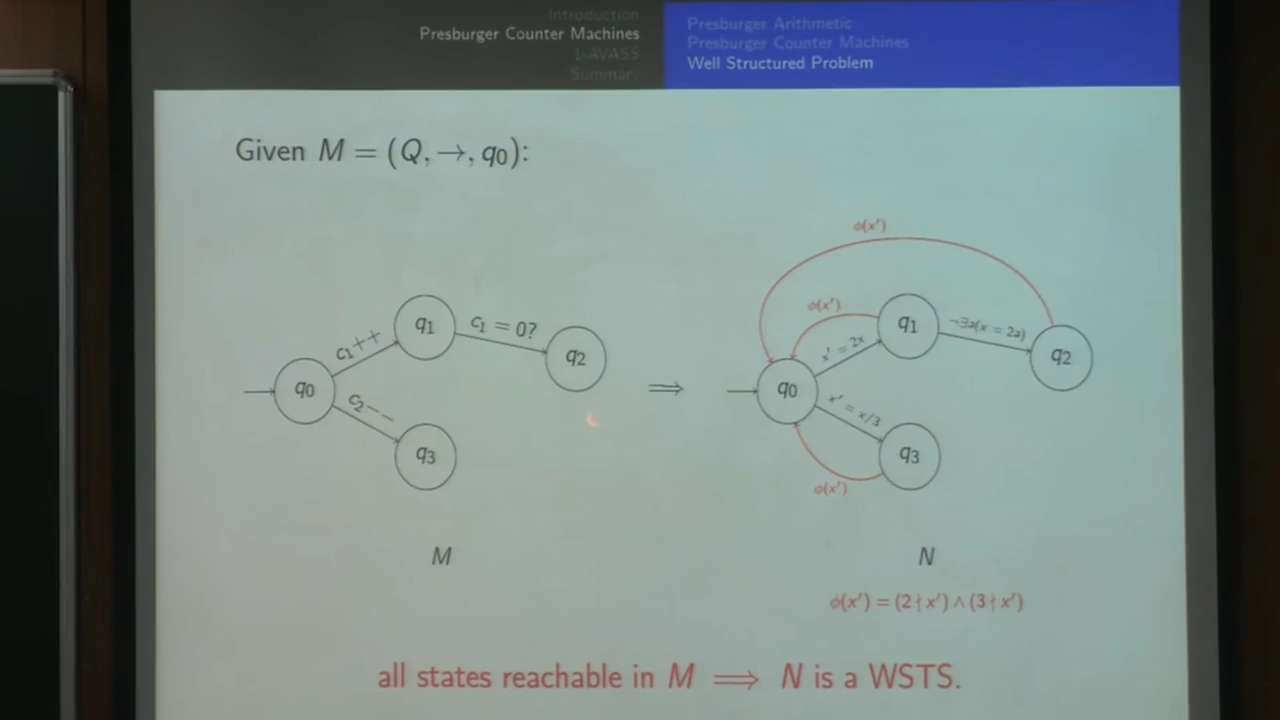 Introduction
Presburger Counter Machines
1-AVASS
Summary
Presburger Arithmetic
Presburger Counter Machines
Well Structured Problem
Given M = (Q, →, q₀):
c₁++
q₁
c₁ = 0?
q₂
q₀
c₂−−
q₃
M
⟹
ϕ(x′)
ϕ(x′)
x′ = 2x
q₁
¬∃a(x = 2a)
q₂
q₀
x′ = x/3
q₃
ϕ(x′)
N
ϕ(x′) = (2 ∤ x′) ∧ (3 ∤ x′)
all states reachable in M ⟹ N is a WSTS.